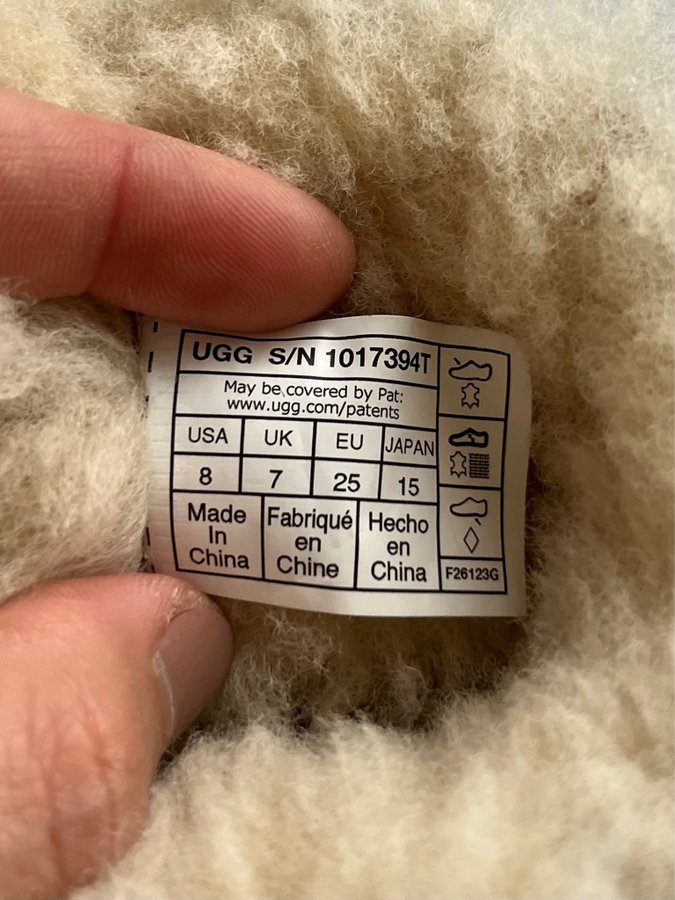 UGG S/N 1017394T
May be covered by Pat:
www.ugg.com/patents
USA UK EU JAPAN
8 7 25 15
Made In China
Fabriqué en Chine
Hecho en China
F26123G